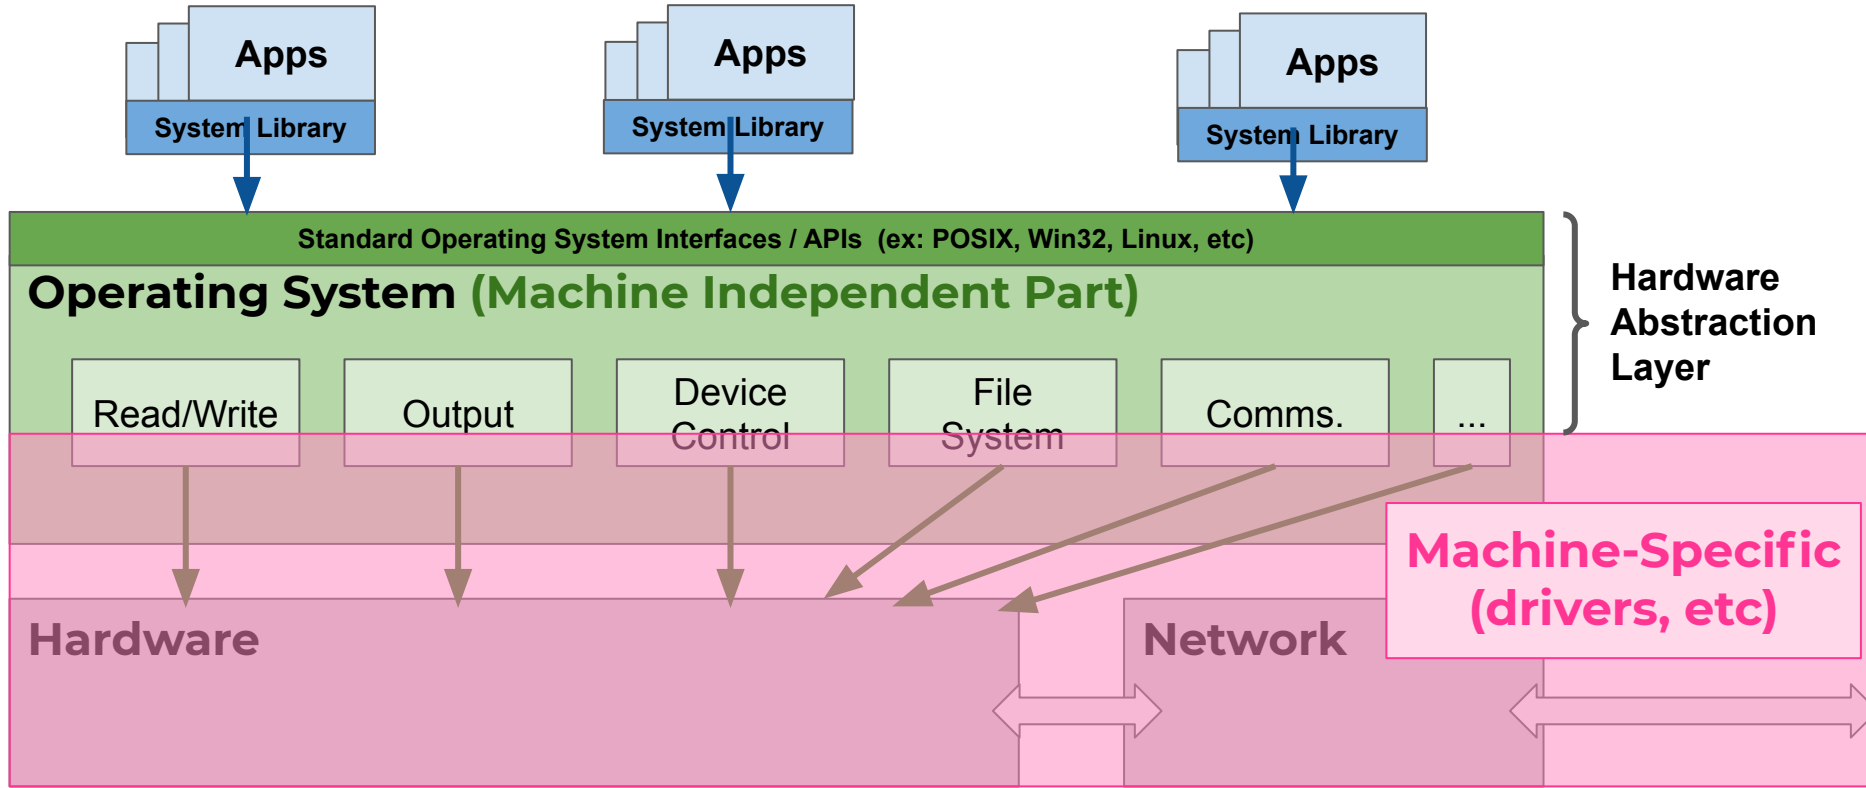 Apps
Apps
Apps
System Library
System Library
System Library
Standard Operating System Interfaces / APIs (ex: POSIX, Win32, Linux, etc)
Operating System (Machine Independent Part)
Hardware
Abstraction
Layer
Read/Write
Output
Device
Control
File
System
Comms.
...
Machine-Specific
(drivers, etc)
Hardware
Network